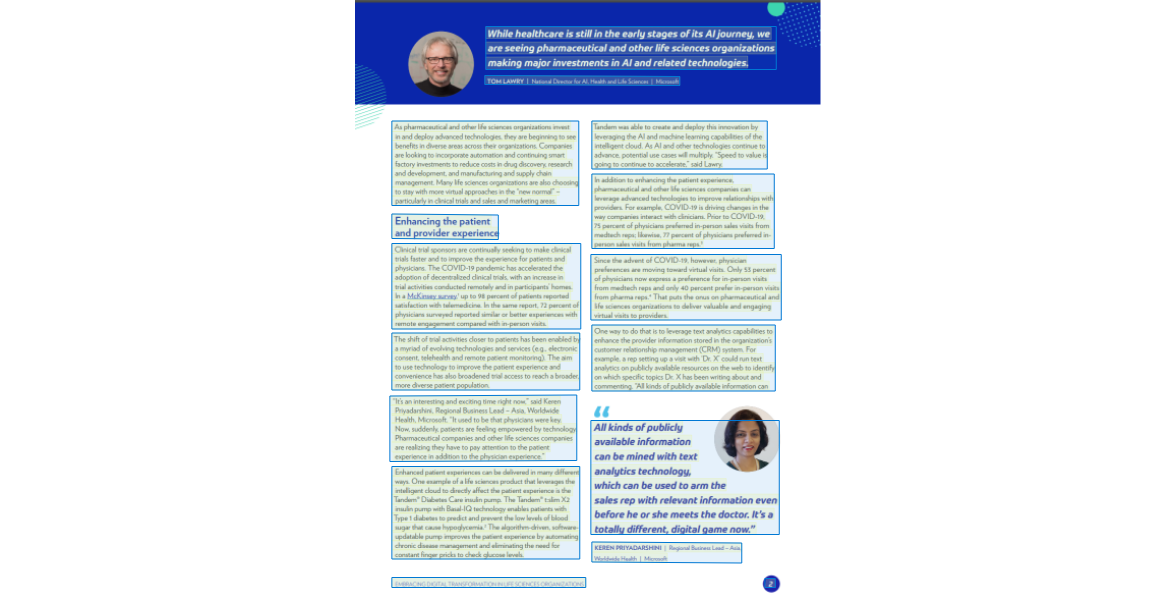 While healthcare is still in the early stages of its AI journey, we
are seeing pharmaceutical and other life sciences organizations
making major investments in AI and related technologies.
TOM LAWRY | National Director for AI, Health and Life Sciences | Microsoft
As pharmaceutical and other life sciences organizations invest
in and deploy advanced technologies, they are beginning to see
benefits in diverse areas across their organizations. Companies
are looking to incorporate automation and continuing smart
factory investments to reduce costs in drug discovery, research
and development, and manufacturing and supply chain
management. Many life sciences organizations are also choosing
to stay with more virtual approaches in the "new normal" –
particularly in clinical trials and sales and marketing areas.
Enhancing the patient
and provider experience
Clinical trial sponsors are continually seeking to make clinical
trials faster and to improve the experience for patients and
physicians. The COVID-19 pandemic has accelerated the
adoption of decentralized clinical trials, with an increase in
trial activities conducted remotely and in participants' homes.
In a McKinsey survey¹ up to 98 percent of patients reported
satisfaction with telemedicine. In the same report, 72 percent of
physicians surveyed reported similar or better experiences with
remote engagement compared with in-person visits.
The shift of trial activities closer to patients has been enabled by
a myriad of evolving technologies and services (e.g., electronic
consent, telehealth and remote patient monitoring). The aim
to use technology to improve the patient experience and
convenience has also broadened trial access to reach a broader,
more diverse patient population.
"It's an interesting and exciting time right now," said Keren
Priyadarshini, Regional Business Lead – Asia, Worldwide
Health, Microsoft. "It used to be that physicians were key.
Now, suddenly, patients are feeling empowered by technology.
Pharmaceutical companies and other life sciences companies
are realizing they have to pay attention to the patient
experience in addition to the physician experience."
Enhanced patient experiences can be delivered in many different
ways. One example of a life sciences product that leverages the
intelligent cloud to directly affect the patient experience is the
Tandem® Diabetes Care insulin pump. The Tandem® t:slim X2
insulin pump with Basal-IQ technology enables patients with
Type 1 diabetes to predict and prevent the low levels of blood
sugar that cause hypoglycemia.² The algorithm-driven, software-
updatable pump improves the patient experience by automating
chronic disease management and eliminating the need for
constant finger pricks to check glucose levels.
Tandem was able to create and deploy this innovation by
leveraging the AI and machine learning capabilities of the
intelligent cloud. As AI and other technologies continue to
advance, potential use cases will multiply. "Speed to value is
going to continue to accelerate," said Lawry.
In addition to enhancing the patient experience,
pharmaceutical and other life sciences companies can
leverage advanced technologies to improve relationships with
providers. For example, COVID-19 is driving changes in the
way companies interact with clinicians. Prior to COVID-19,
75 percent of physicians preferred in-person sales visits from
medtech reps; likewise, 77 percent of physicians preferred in-
person sales visits from pharma reps.
Since the advent of COVID-19, however, physician
preferences are moving toward virtual visits. Only 53 percent
of physicians now express a preference for in-person visits
from medtech reps and only 40 percent prefer in-person visits
from pharma reps. That puts the onus on pharmaceutical and
life sciences organizations to deliver valuable and engaging
virtual visits to providers.
One way to do that is to leverage text analytics capabilities to
enhance the provider information stored in the organization's
customer relationship management (CRM) system. For
example, a rep setting up a visit with 'Dr. X' could run text
analytics on publicly available resources on the web to identify
on which specific topics Dr. X has been writing about and
commenting. "All kinds of publicly available information can
“
All kinds of publicly
available information
can be mined with text
analytics technology,
which can be used to arm the
sales rep with relevant information even
before he or she meets the doctor. It's a
totally different, digital game now."
KEREN PRIYADARSHINI | Regional Business Lead – Asia,
Worldwide Health | Microsoft
EMBRACING DIGITAL TRANSFORMATION IN LIFE SCIENCES ORGANIZATIONS
2